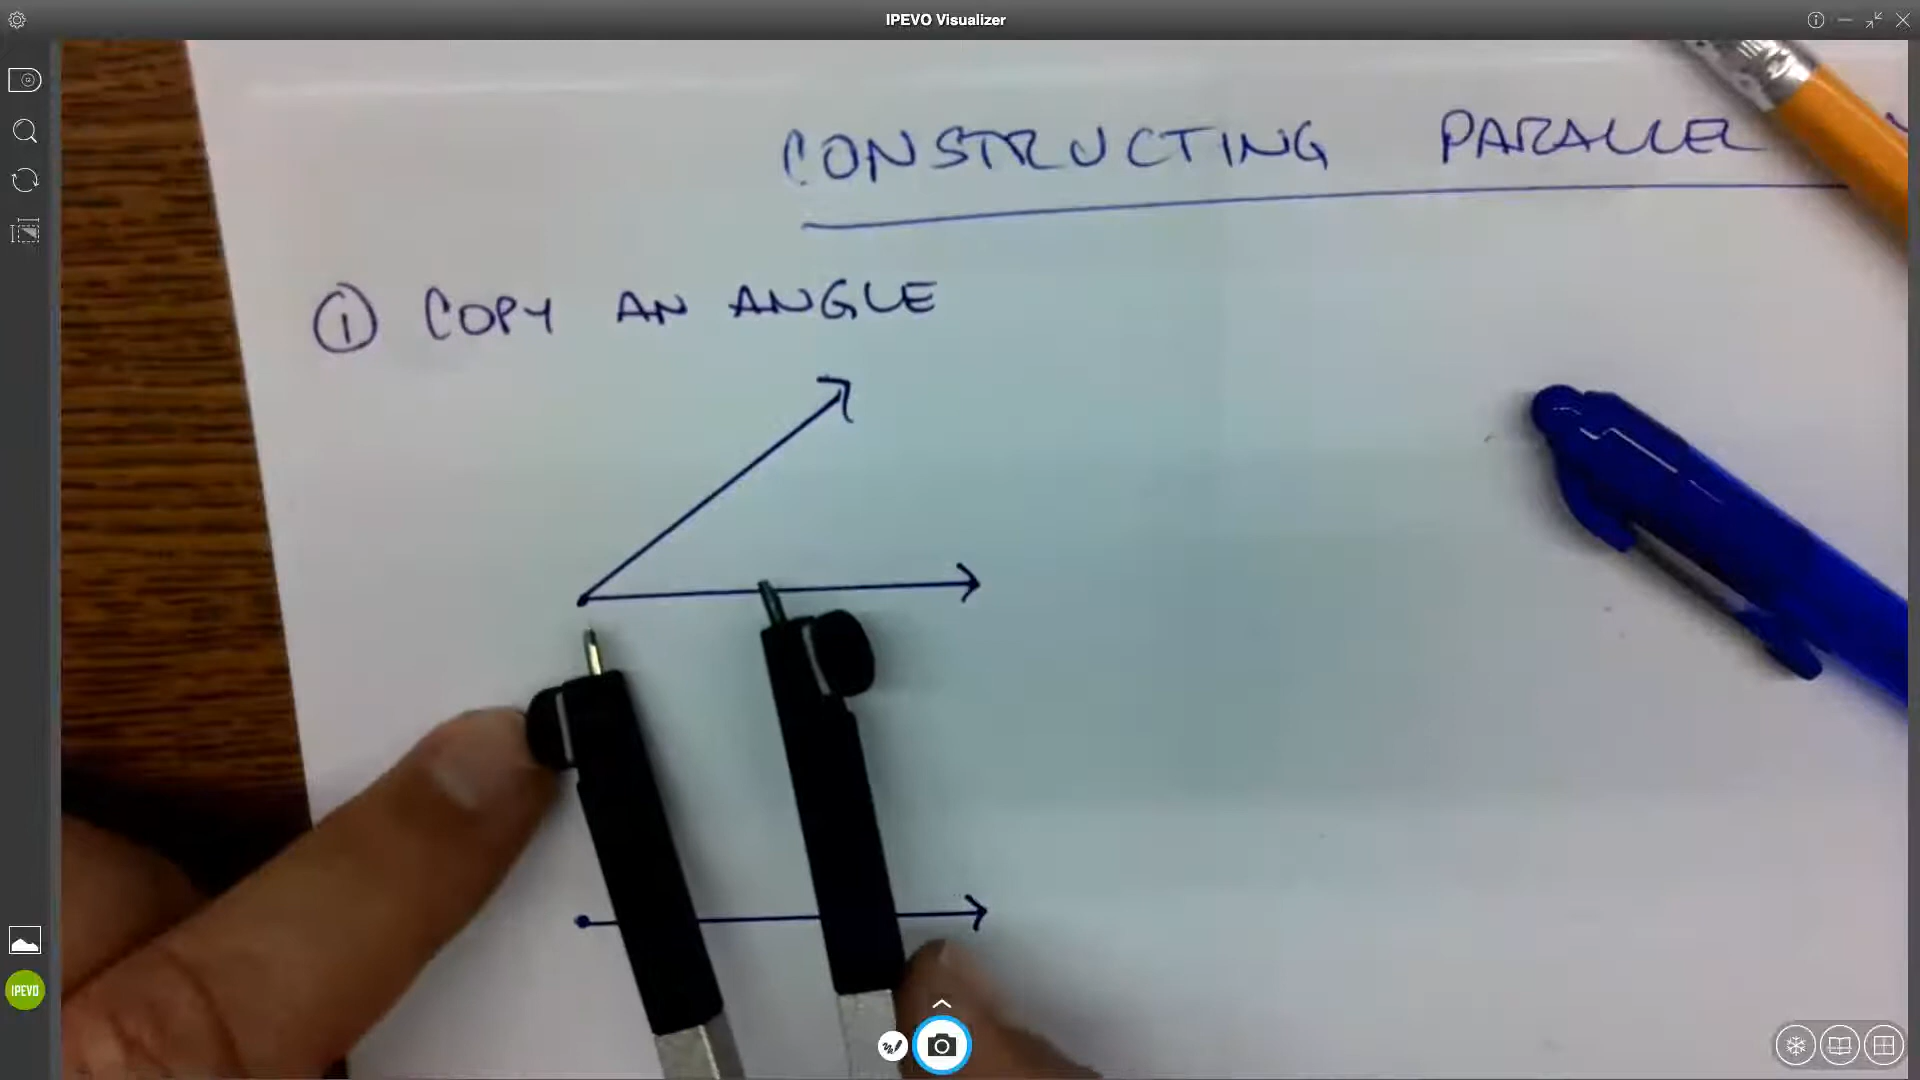 IPEVO Visualizer
CONSTRUCTING PARALLEL
① COPY AN ANGLE
IPEVO